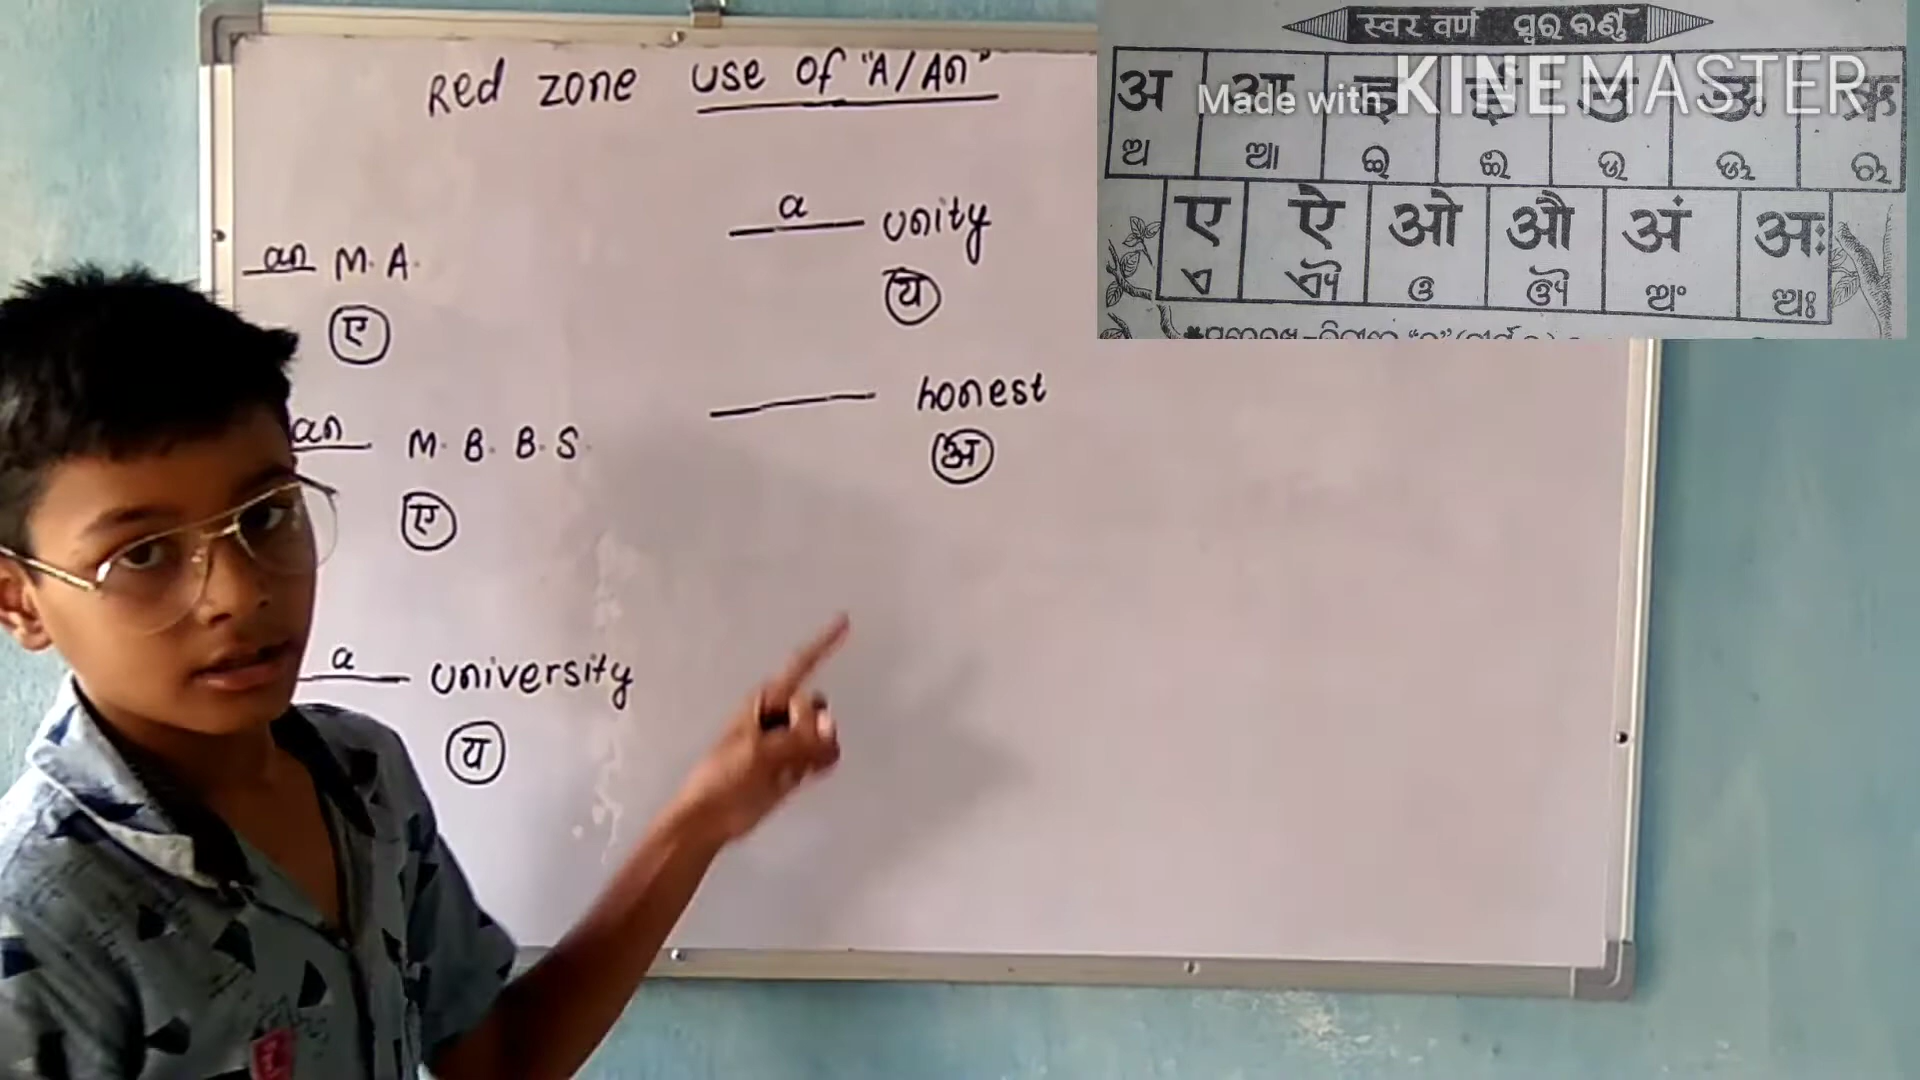 Red zone use of "A/An"
an M. A.
ए
an M. B. B. S.
ए
a university
य
a unity
य
honest
अ
स्वर वर्ण ସ୍ୱର ବର୍ଣ୍ଣ
Made with KINEMASTER
अ आ इ ई उ ऊ ऋ
ଅ ଆ ଇ ଈ ଉ ଊ ଋ
ए ऐ ओ औ अं अः
ଏ ଐ ଓ ଔ ଅଂ ଅଃ